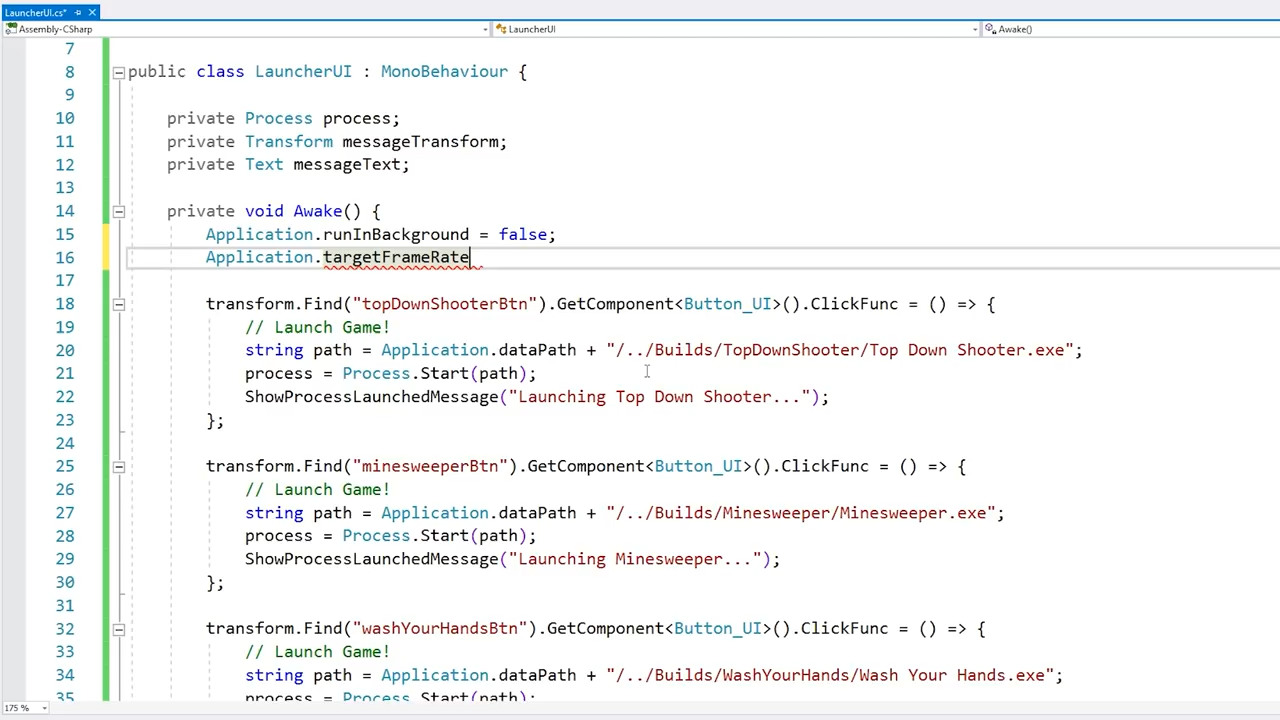 LauncherUI.cs*
Assembly-CSharp LauncherUI Awake()
7
8 public class LauncherUI : MonoBehaviour {
9
10 private Process process;
11 private Transform messageTransform;
12 private Text messageText;
13
14 private void Awake() {
15 Application.runInBackground = false;
16 Application.targetFrameRate
17
18 transform.Find("topDownShooterBtn").GetComponent<Button_UI>().ClickFunc = () => {
19 // Launch Game!
20 string path = Application.dataPath + "/../Builds/TopDownShooter/Top Down Shooter.exe";
21 process = Process.Start(path);
22 ShowProcessLaunchedMessage("Launching Top Down Shooter...");
23 };
24
25 transform.Find("minesweeperBtn").GetComponent<Button_UI>().ClickFunc = () => {
26 // Launch Game!
27 string path = Application.dataPath + "/../Builds/Minesweeper/Minesweeper.exe";
28 process = Process.Start(path);
29 ShowProcessLaunchedMessage("Launching Minesweeper...");
30 };
31
32 transform.Find("washYourHandsBtn").GetComponent<Button_UI>().ClickFunc = () => {
33 // Launch Game!
34 string path = Application.dataPath + "/../Builds/WashYourHands/Wash Your Hands.exe";
35 process = Process.Start(path);
175 %